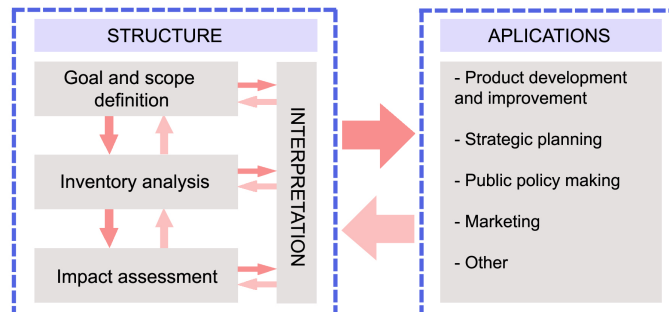 STRUCTURE
Goal and scope
definition
Inventory analysis
Impact assessment
INTERPRETATION
APLICATIONS
- Product development
and improvement
- Strategic planning
- Public policy making
- Marketing
- Other